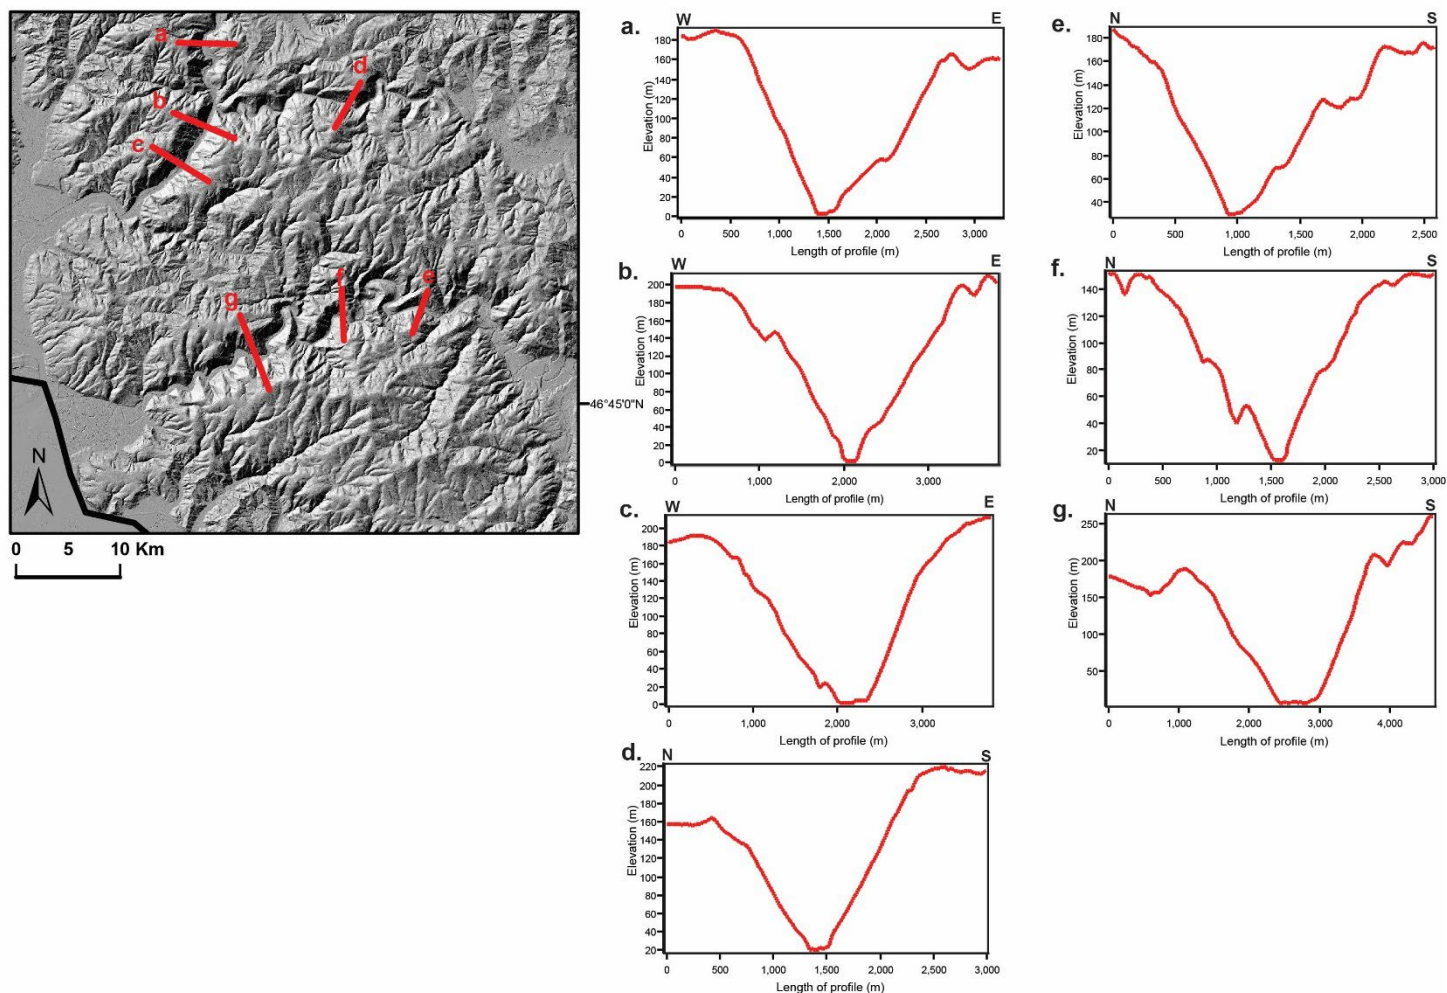 a
d
b
c
f
e
g
46°45'0"N
N
0 5 10 Km
a.
W E
Elevation (m)
180
160
140
120
100
80
60
40
20
0
0 500 1,000 1,500 2,000 2,500 3,000
Length of profile (m)
b.
W E
Elevation (m)
200
180
160
140
120
100
80
60
40
20
0
0 1,000 2,000 3,000
Length of profile (m)
c.
W E
Elevation (m)
200
180
160
140
120
100
80
60
40
20
0
0 1,000 2,000 3,000
Length of profile (m)
d.
N S
Elevation (m)
220
200
180
160
140
120
100
80
60
40
20
0 500 1,000 1,500 2,000 2,500 3,000
Length of profile (m)
e.
N S
Elevation (m)
180
160
140
120
100
80
60
40
0 500 1,000 1,500 2,000 2,500
Length of profile (m)
f.
N S
Elevation (m)
140
120
100
80
60
40
20
0 500 1,000 1,500 2,000 2,500 3,000
Length of profile (m)
g.
N S
Elevation (m)
250
200
150
100
50
0 1,000 2,000 3,000 4,000
Length of profile (m)